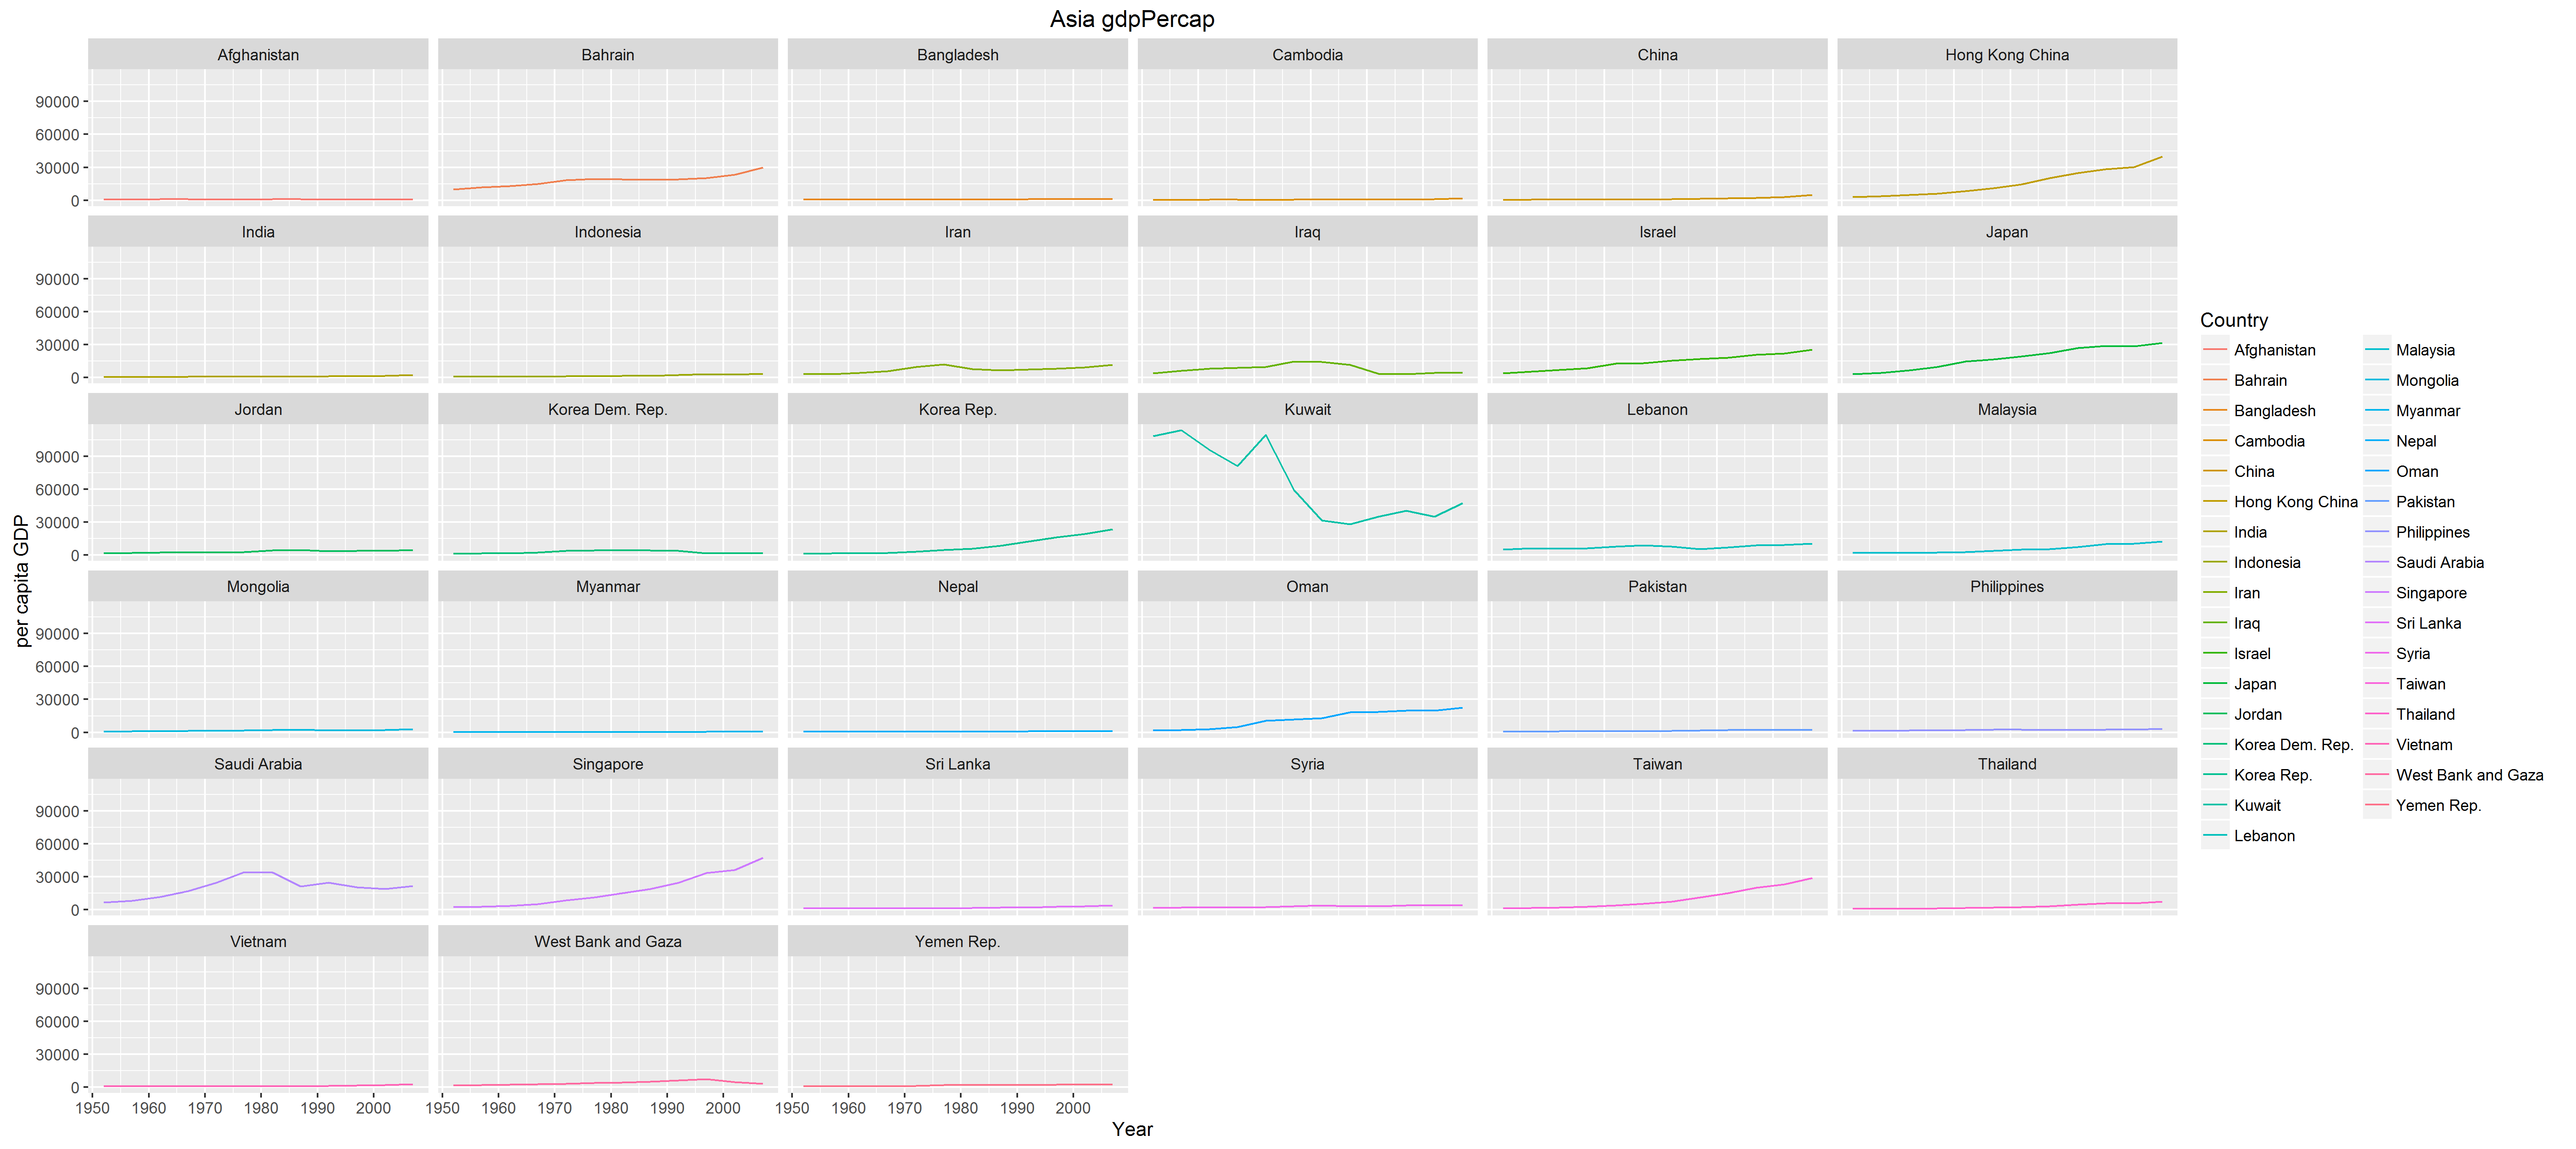 Asia gdpPercap
Afghanistan Bahrain Bangladesh Cambodia China Hong Kong China
90000
60000
30000
0
India Indonesia Iran Iraq Israel Japan
90000
60000
30000
0
Jordan Korea Dem. Rep. Korea Rep. Kuwait Lebanon Malaysia
90000
60000
30000
0
Mongolia Myanmar Nepal Oman Pakistan Philippines
90000
60000
30000
0
Saudi Arabia Singapore Sri Lanka Syria Taiwan Thailand
90000
60000
30000
0
Vietnam West Bank and Gaza Yemen Rep.
90000
60000
30000
0
1950 1960 1970 1980 1990 2000 1950 1960 1970 1980 1990 2000 1950 1960 1970 1980 1990 2000
Year
per capita GDP
Country
Afghanistan
Bahrain
Bangladesh
Cambodia
China
Hong Kong China
India
Indonesia
Iran
Iraq
Israel
Japan
Jordan
Korea Dem. Rep.
Korea Rep.
Kuwait
Lebanon
Malaysia
Mongolia
Myanmar
Nepal
Oman
Pakistan
Philippines
Saudi Arabia
Singapore
Sri Lanka
Syria
Taiwan
Thailand
Vietnam
West Bank and Gaza
Yemen Rep.